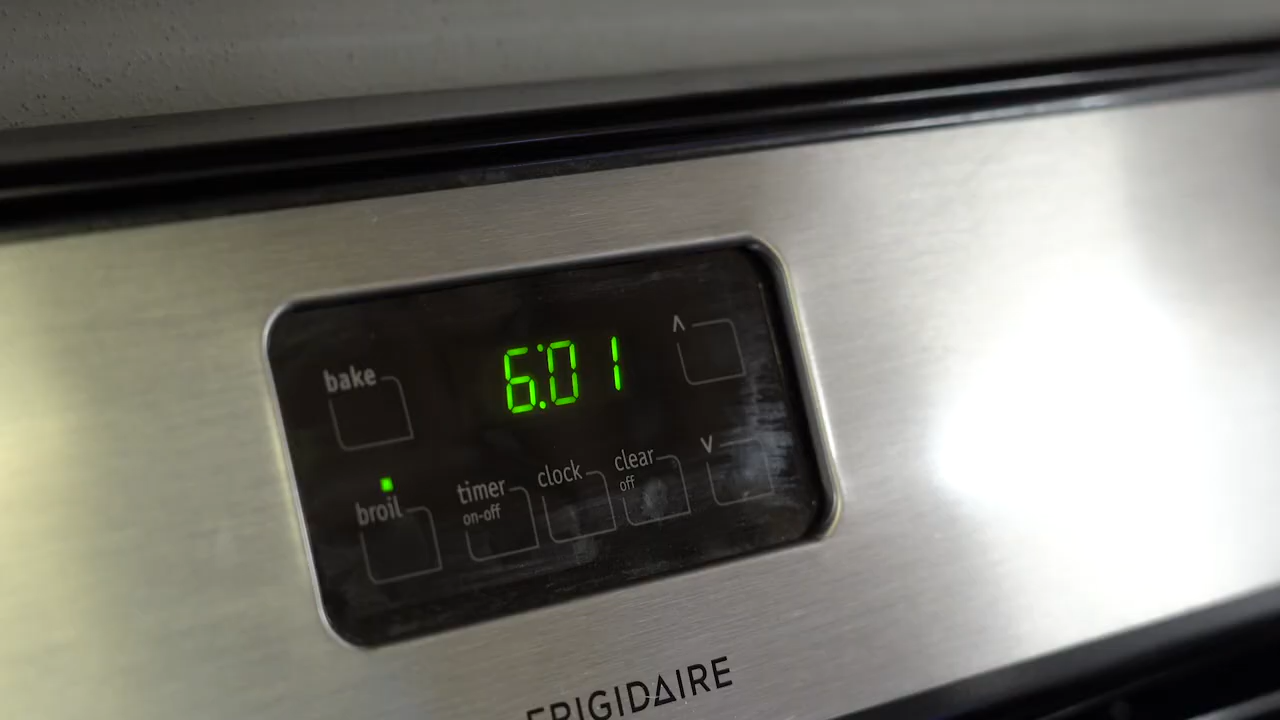 6:01
^
bake
broil
timer
on-off
clock
clear
off
v
FRIGIDAIRE